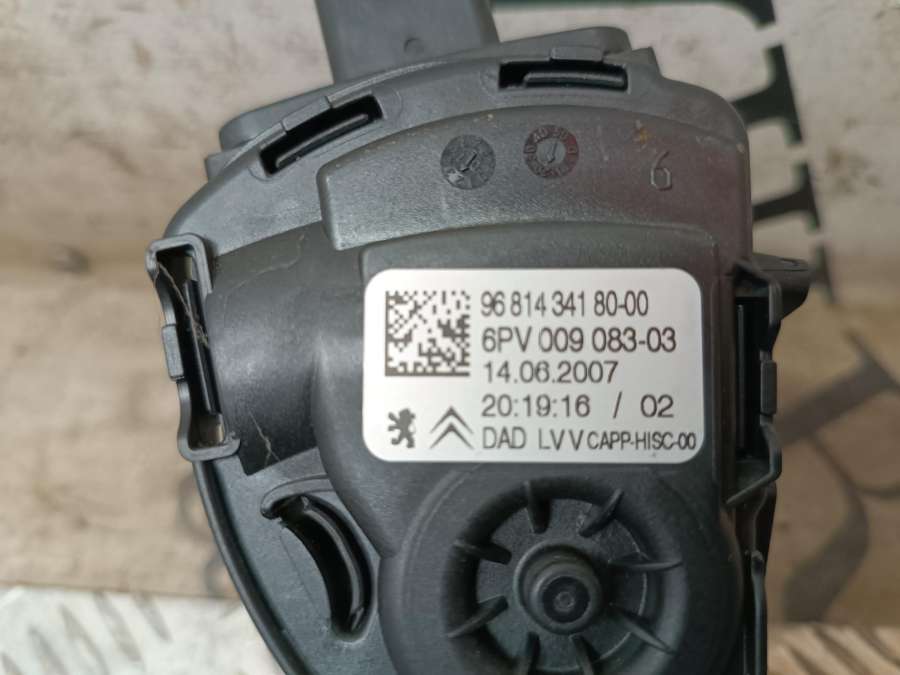 6
96 814 341 80-00
6PV 009 083-03
14.06.2007
20:19:16 / 02
DAD LVV CAPP-HISC-00